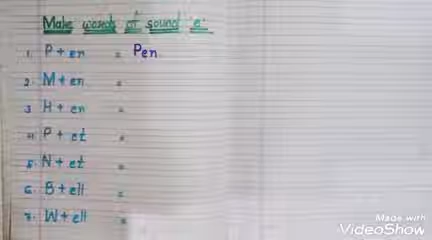 Make words of sound 'e'
1. P + en = Pen
2. M + en =
3. H + en =
4. P + et =
5. N + et =
6. B + ell =
7. W + ell =
Made with
VideoShow